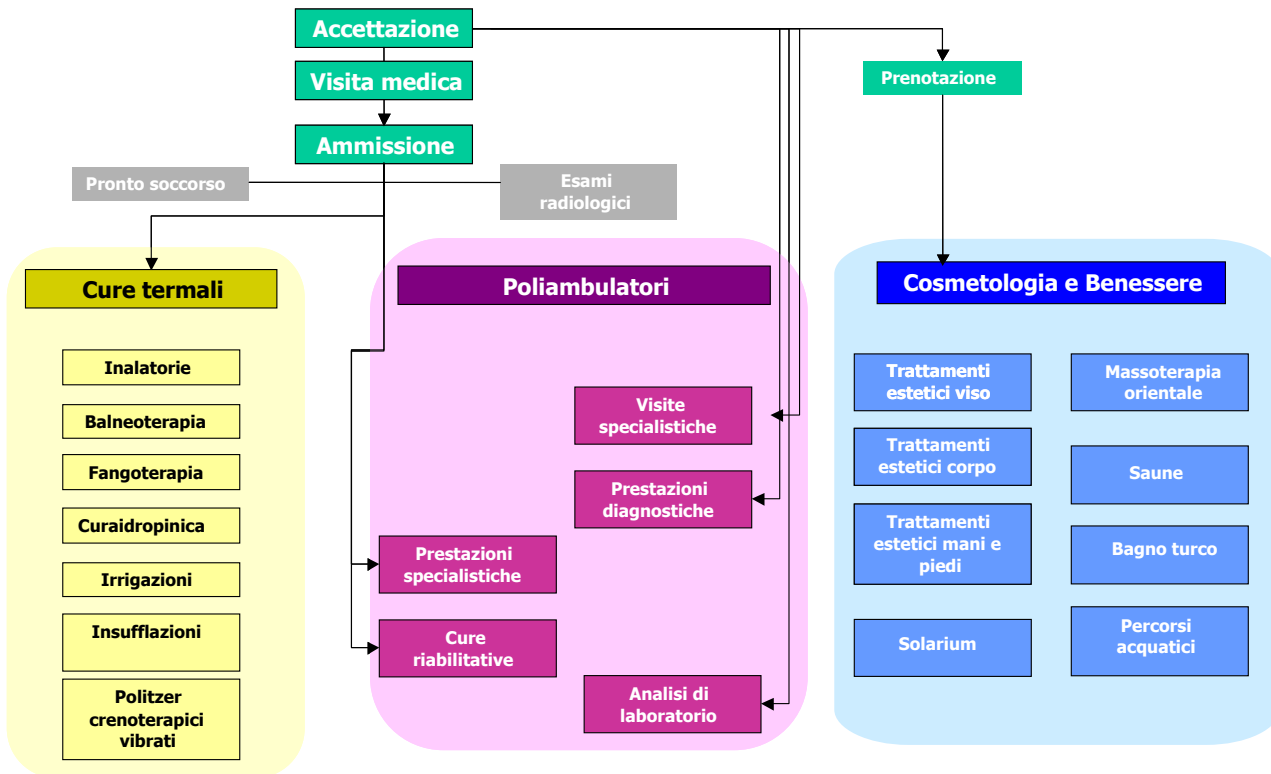 Accettazione
Visita medica
Prenotazione
Ammissione
Pronto soccorso
Esami
radiologici
Cure termali
Inalatorie
Balneoterapia
Fangoterapia
Curaidropinica
Irrigazioni
Insufflazioni
Politzer
crenoterapici
vibrati
Poliambulatori
Visite
specialistiche
Prestazioni
diagnostiche
Prestazioni
specialistiche
Cure
riabilitative
Analisi di
laboratorio
Cosmetologia e Benessere
Trattamenti
estetici viso
Trattamenti
estetici corpo
Trattamenti
estetici mani e
piedi
Solarium
Massoterapia
orientale
Saune
Bagno turco
Percorsi
acquatici